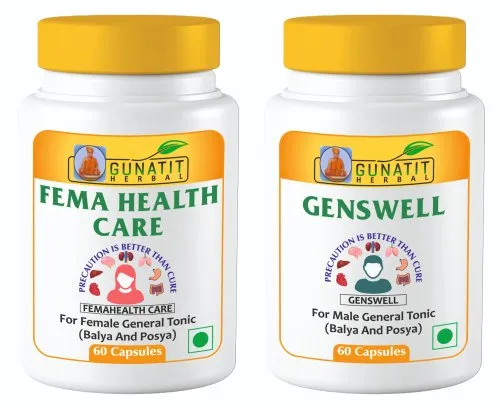 GUNATIT
HERBAL
FEMA HEALTH
CARE
PRECAUTION IS BETTER THAN CURE
FEMAHEALTH CARE
For Female General Tonic
(Balya And Posya)
60 Capsules
GUNATIT
HERBAL
GENSWELL
PRECAUTION IS BETTER THAN CURE
GENSWELL
For Male General Tonic
(Balya And Posya)
60 Capsules